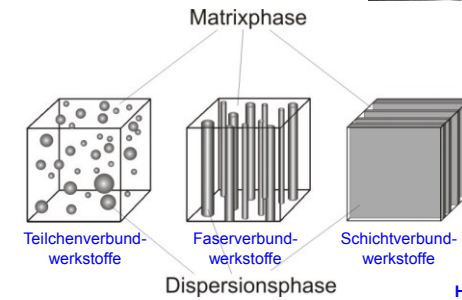 Matrixphase
Teilchenverbund-
werkstoffe
Faserverbund-
werkstoffe
Schichtverbund-
werkstoffe
Dispersionsphase
H